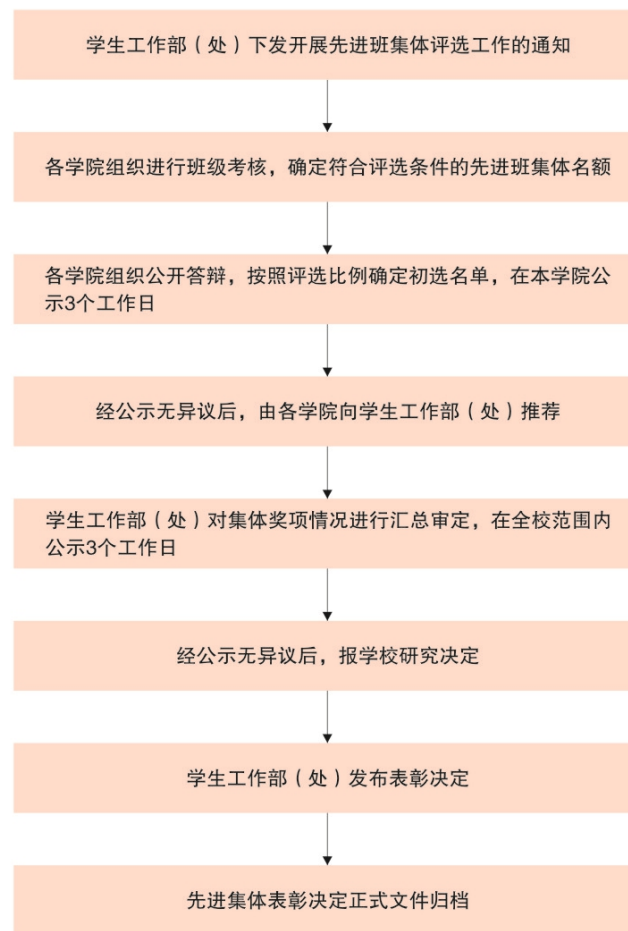 学生工作部（处）下发开展先进班集体评选工作的通知
各学院组织进行班级考核，确定符合评选条件的先进班集体名额
各学院组织公开答辩，按照评选比例确定初选名单，在本学院公
示3个工作日
经公示无异议后，由各学院向学生工作部（处）推荐
学生工作部（处）对集体奖项情况进行汇总审定，在全校范围内
公示3个工作日
经公示无异议后，报学校研究决定
学生工作部（处）发布表彰决定
先进集体表彰决定正式文件归档